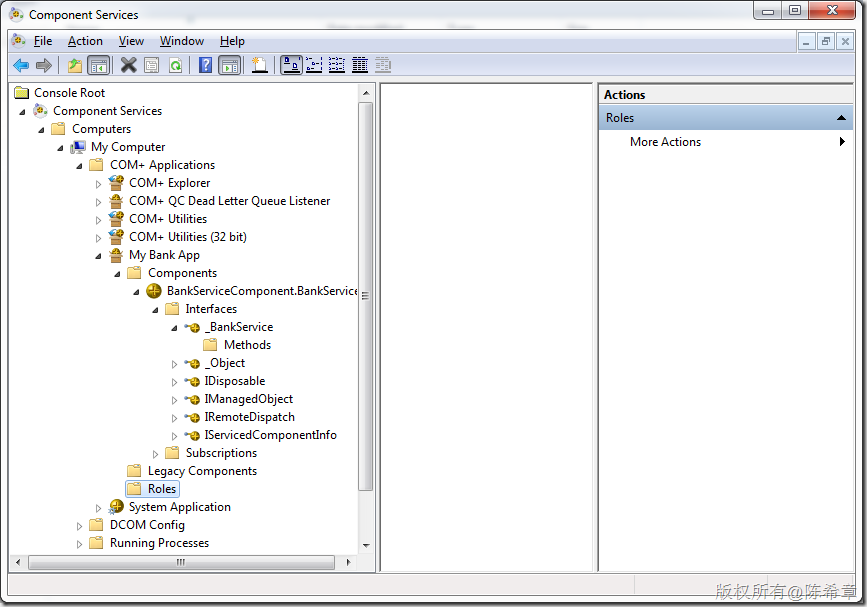 Component Services
File Action View Window Help
Console Root
Component Services
Computers
My Computer
COM+ Applications
COM+ Explorer
COM+ QC Dead Letter Queue Listener
COM+ Utilities
COM+ Utilities (32 bit)
My Bank App
Components
BankServiceComponent.BankService
Interfaces
_BankService
Methods
_Object
IDisposable
IManagedObject
IRemoteDispatch
IServicedComponentInfo
Subscriptions
Legacy Components
Roles
System Application
DCOM Config
Running Processes
Actions
Roles
More Actions
版权所有@陈希章